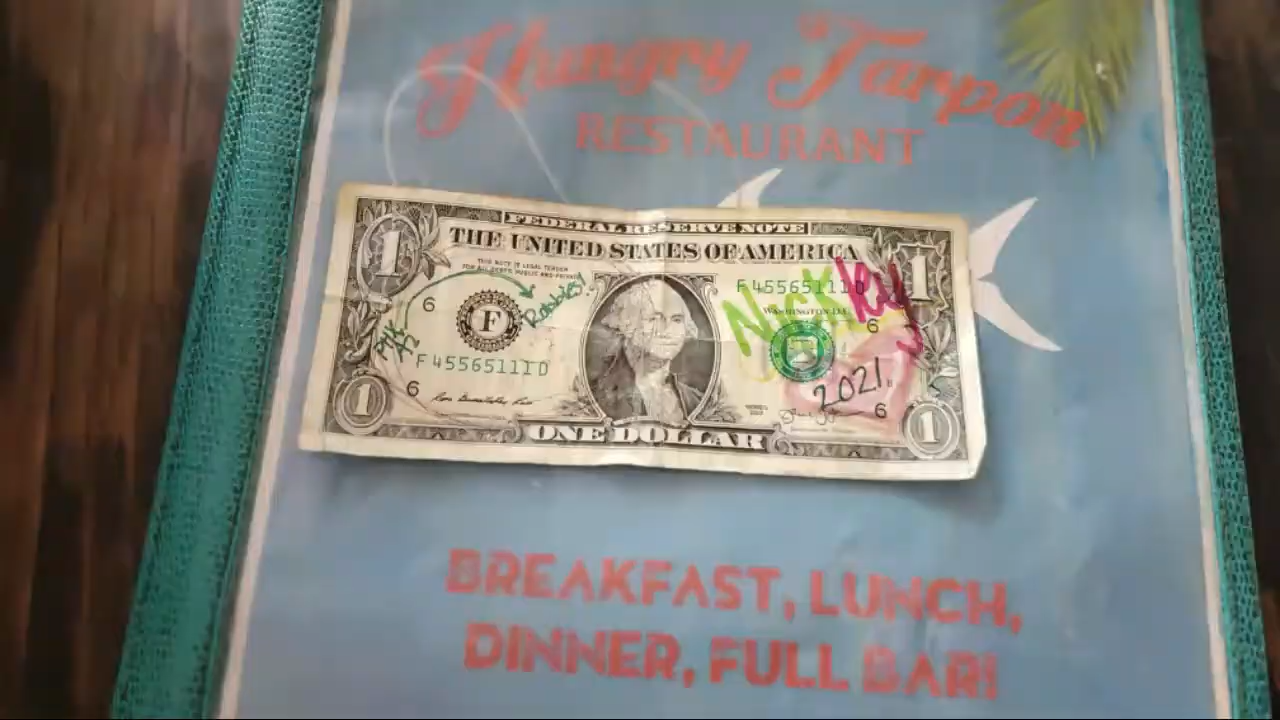 Hungry Tarpon
RESTAURANT
FEDERAL RESERVE NOTE
THE UNITED STATES OF AMERICA
THIS NOTE IS LEGAL TENDER
FOR ALL DEBTS, PUBLIC AND PRIVATE
F 45565111 D
WASHINGTON, D.C.
1
1
6
6
F
F 45565111 D
6
6
2021
1
1
ONE DOLLAR
BREAKFAST, LUNCH,
DINNER, FULL BAR!